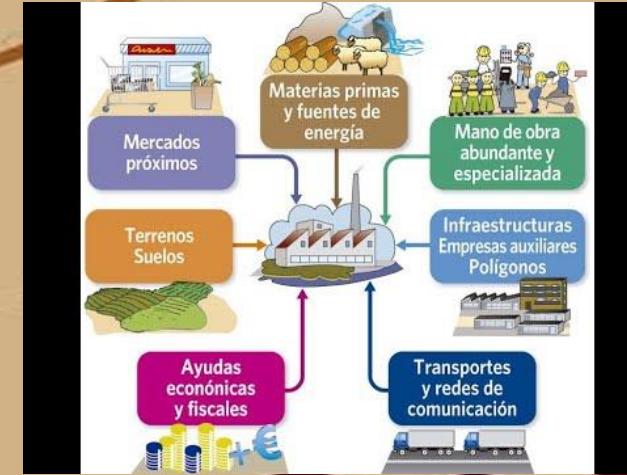 Materias primas
y fuentes de
energía
Mercados
próximos
Mano de obra
abundante y
especializada
Terrenos
Suelos
Infraestructuras
Empresas auxiliares
Polígonos
Ayudas
económicas
y fiscales
Transportes
y redes de
comunicación